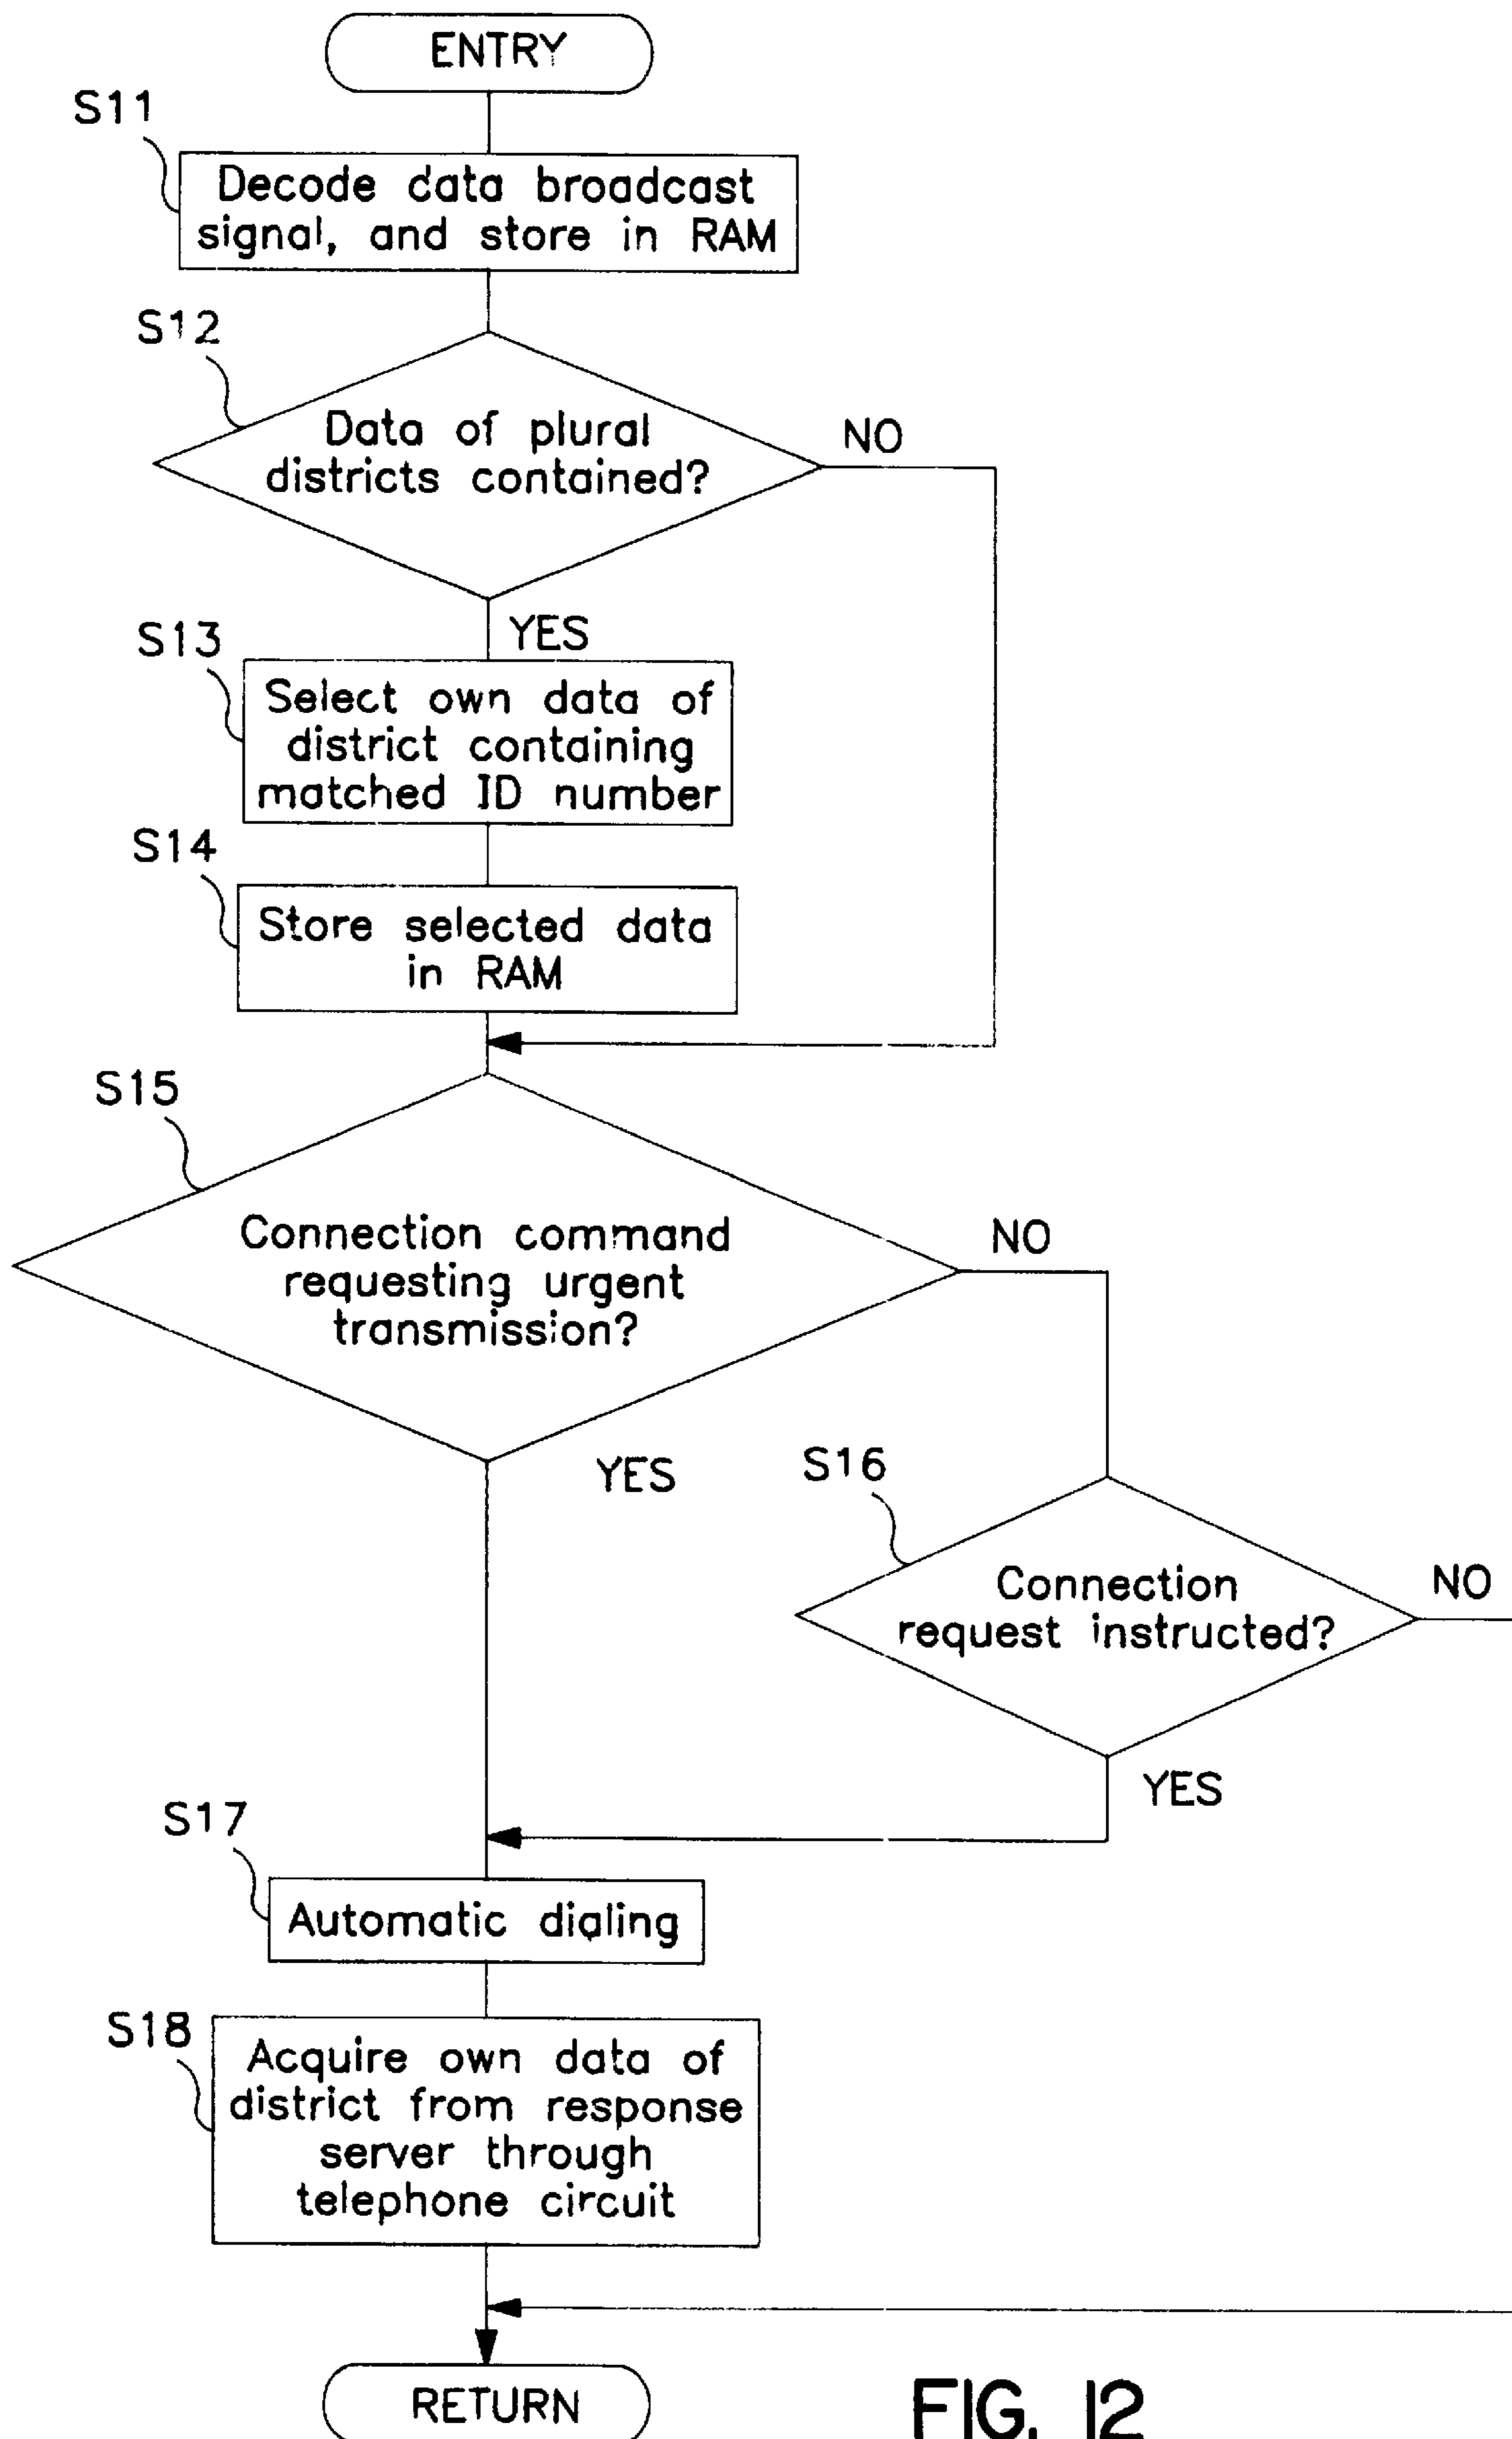 ENTRY
S11
Decode data broadcast
signal, and store in RAM
S12
Data of plural
districts contained?
NO
YES
S13
Select own data of
district containing
matched ID number
S14
Store selected data
in RAM
S15
Connection command
requesting urgent
transmission?
NO
YES
S16
Connection
request instructed?
NO
YES
S17
Automatic dialing
S18
Acquire own data of
district from response
server through
telephone circuit
RETURN
FIG. 12